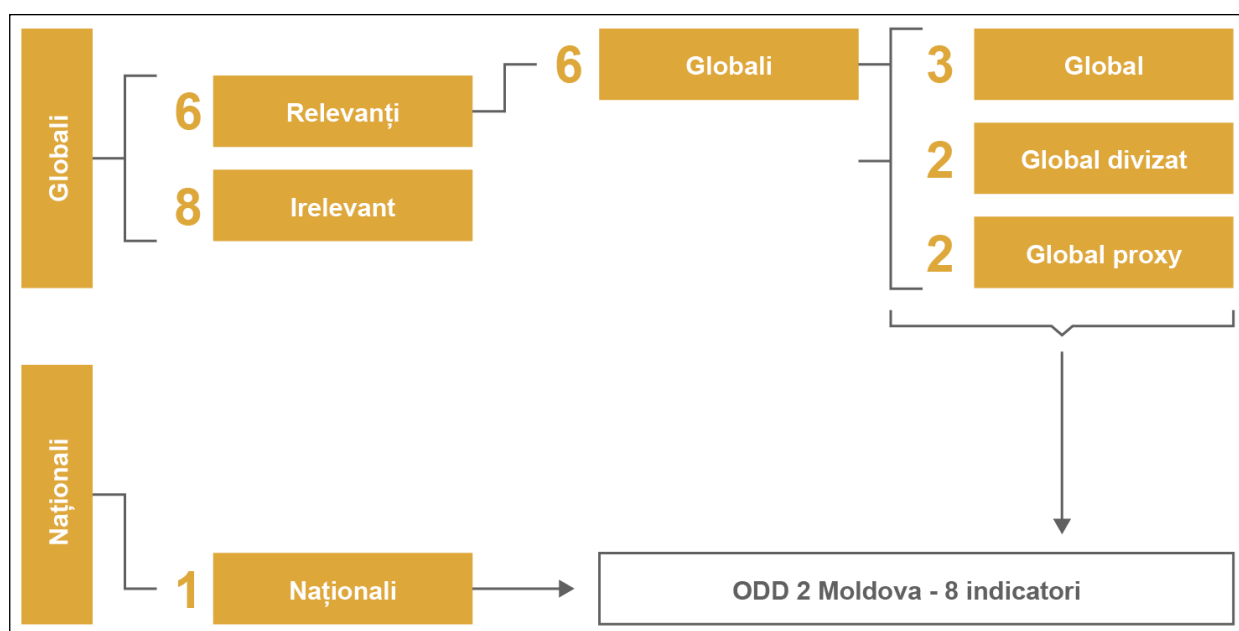 Globali
6 Relevanți
8 Irelevant
6 Globali
3 Global
2 Global divizat
2 Global proxy
Naționali
1 Naționali
ODD 2 Moldova - 8 indicatori